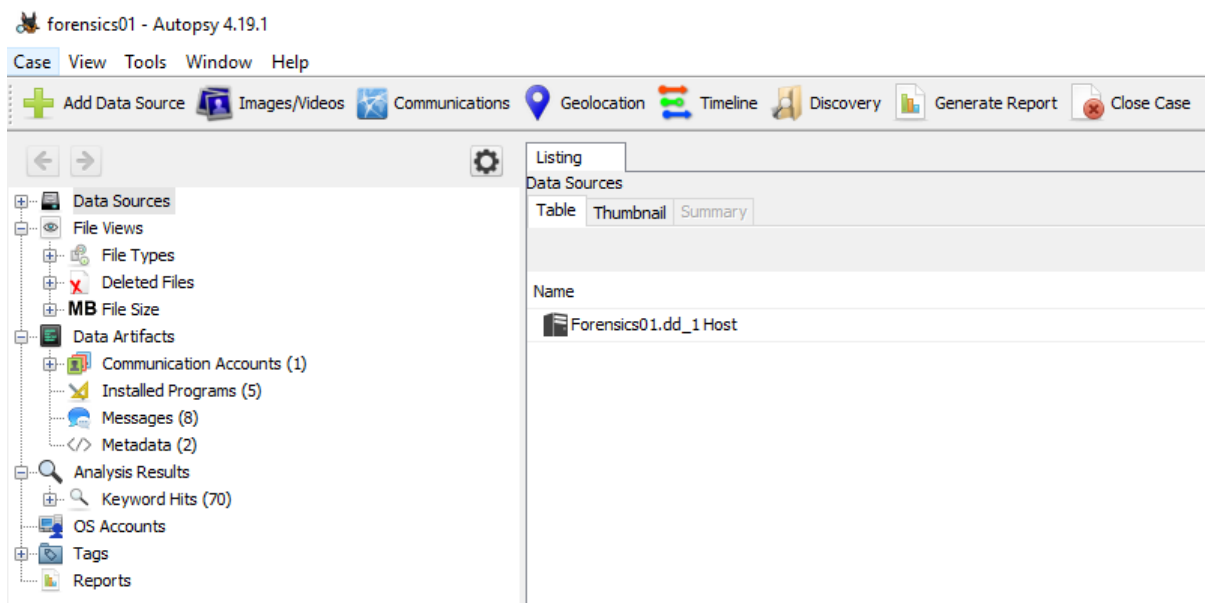 forensics01 - Autopsy 4.19.1
Case View Tools Window Help
Add Data Source Images/Videos Communications Geolocation Timeline Discovery Generate Report Close Case
Listing
Data Sources
Table Thumbnail Summary
Name
Forensics01.dd_1 Host
Data Sources
File Views
File Types
Deleted Files
MB File Size
Data Artifacts
Communication Accounts (1)
Installed Programs (5)
Messages (8)
Metadata (2)
Analysis Results
Keyword Hits (70)
OS Accounts
Tags
Reports